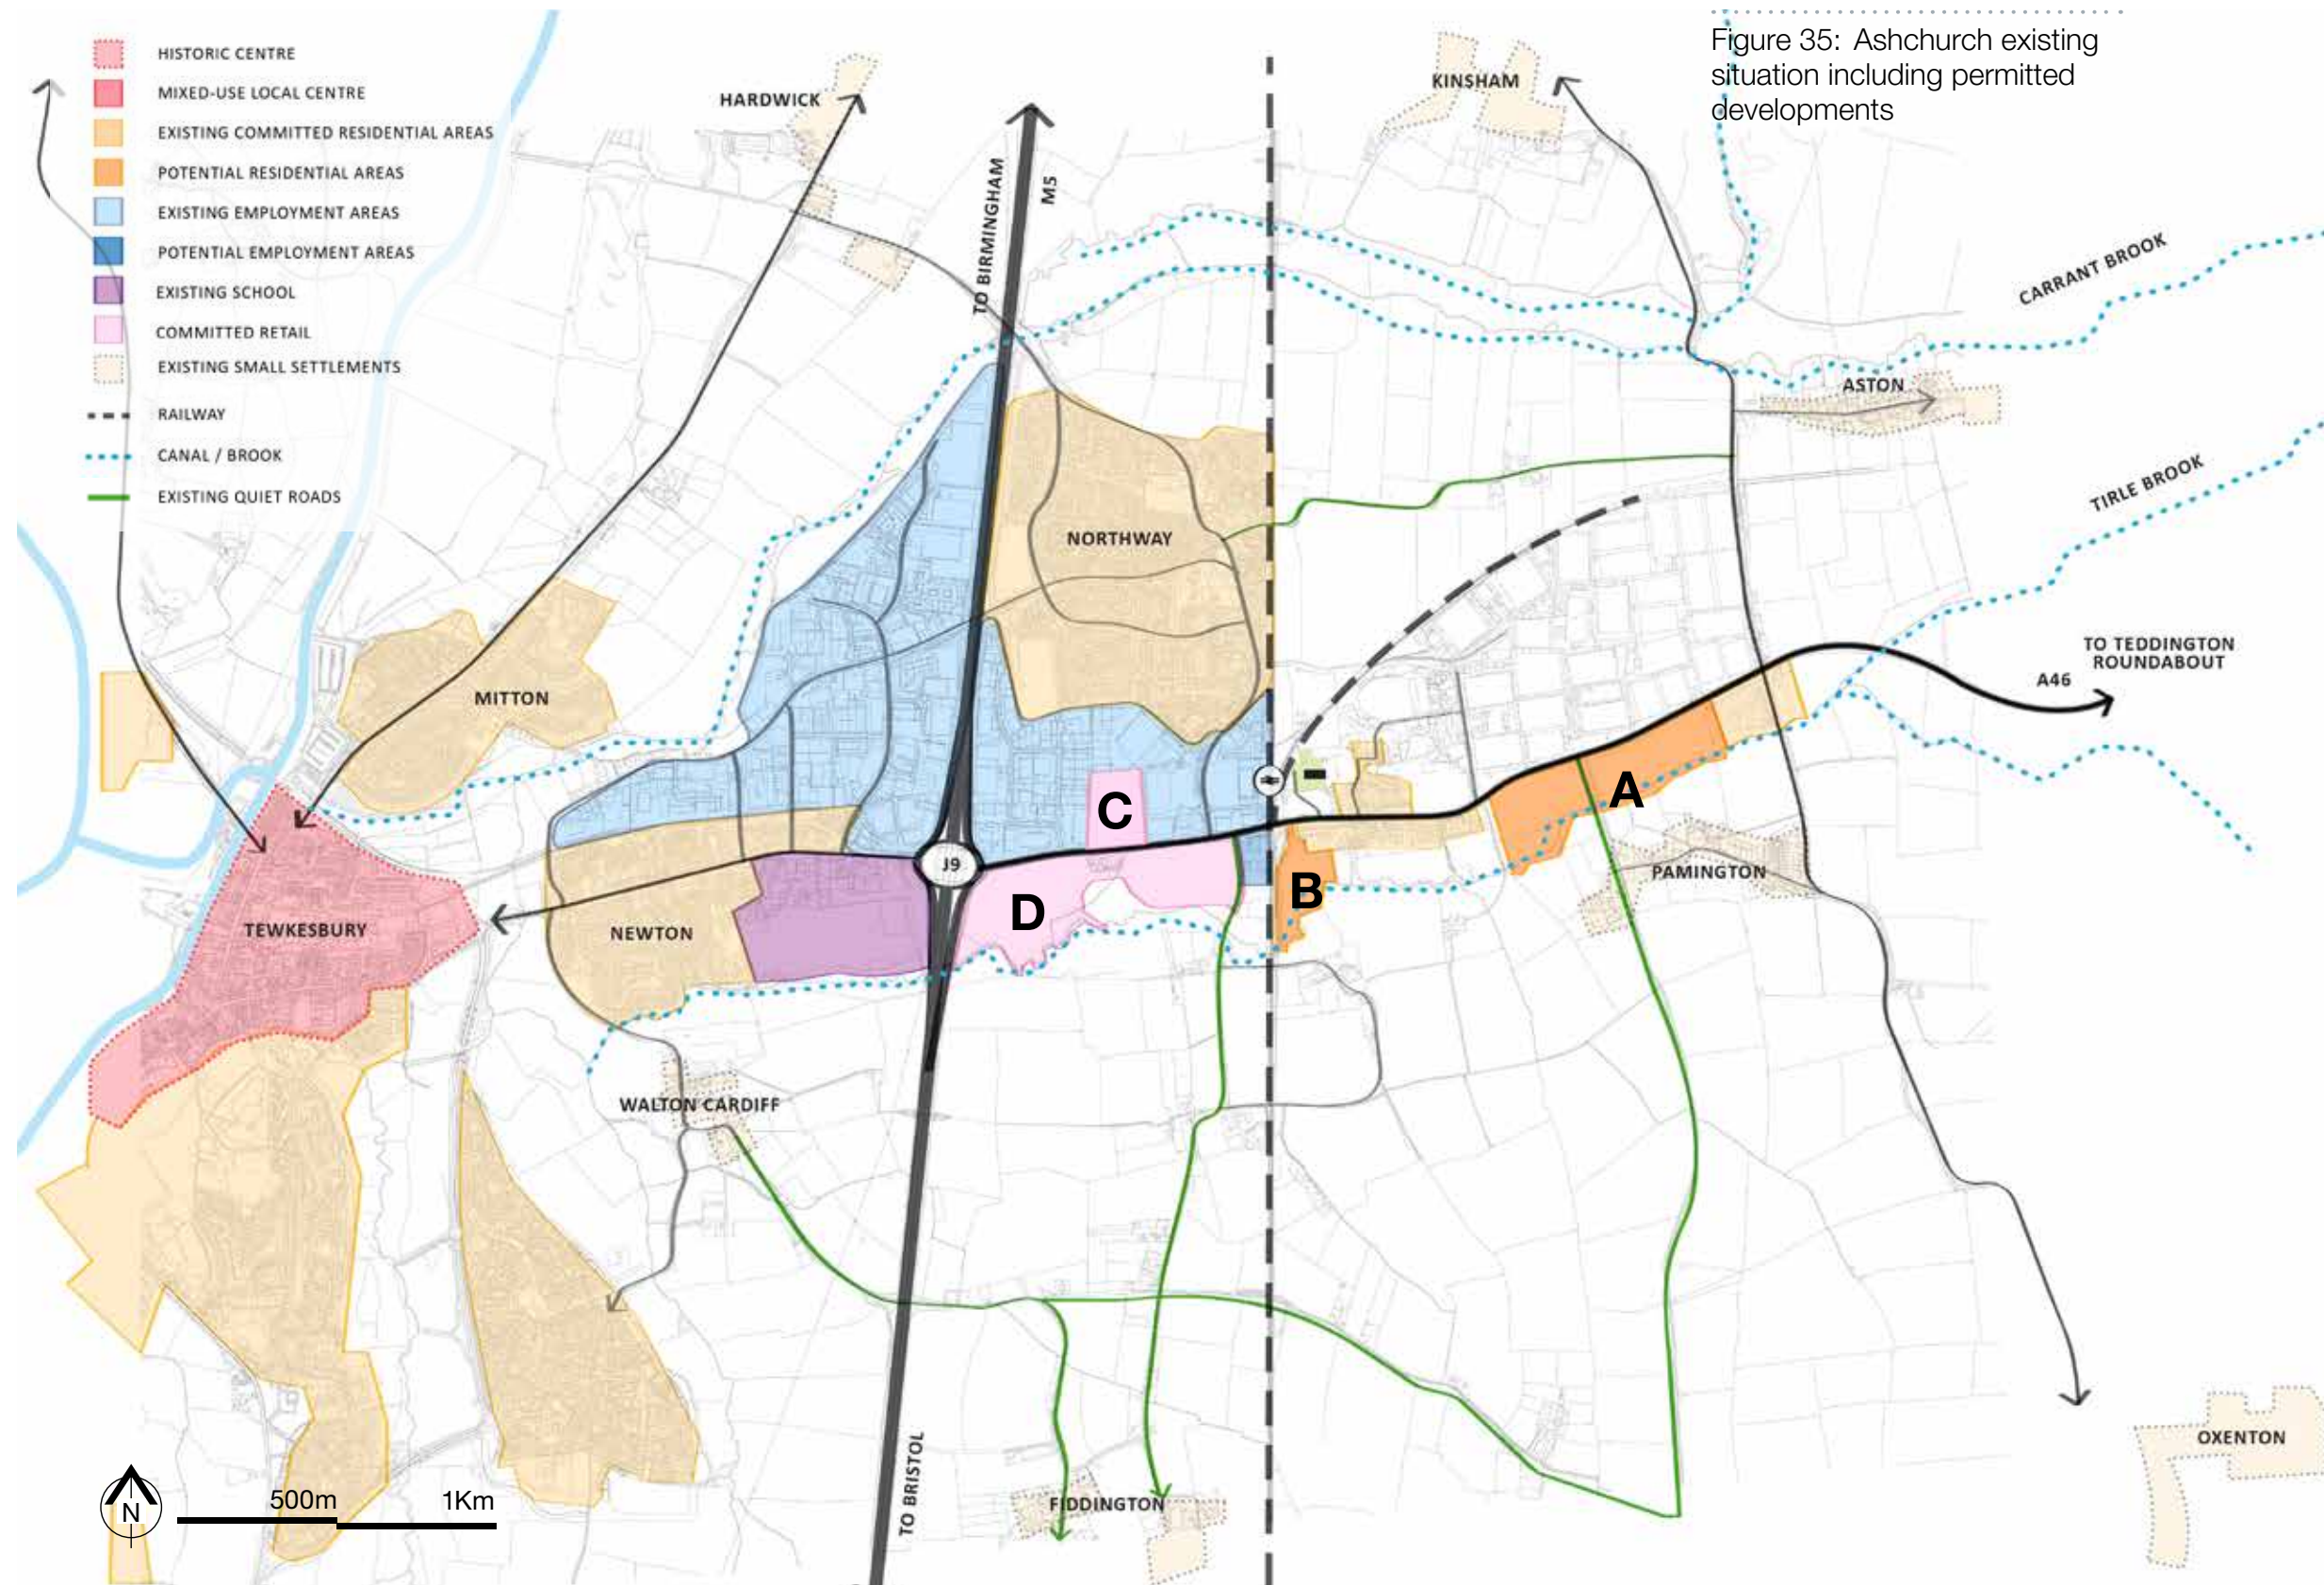 Figure 35: Ashchurch existing
situation including permitted
developments
HISTORIC CENTRE
MIXED-USE LOCAL CENTRE
EXISTING COMMITTED RESIDENTIAL AREAS
POTENTIAL RESIDENTIAL AREAS
EXISTING EMPLOYMENT AREAS
POTENTIAL EMPLOYMENT AREAS
EXISTING SCHOOL
COMMITTED RETAIL
EXISTING SMALL SETTLEMENTS
RAILWAY
CANAL / BROOK
EXISTING QUIET ROADS
HARDWICK
KINSHAM
TO BIRMINGHAM
M5
CARRANT BROOK
ASTON
TIRLE BROOK
NORTHWAY
TO TEDDINGTON
ROUNDABOUT
A46
MITTON
A
C
J9
B
PAMINGTON
D
TEWKESBURY
NEWTON
WALTON CARDIFF
TO BRISTOL
FIDDINGTON
OXENTON
N
500m
1Km